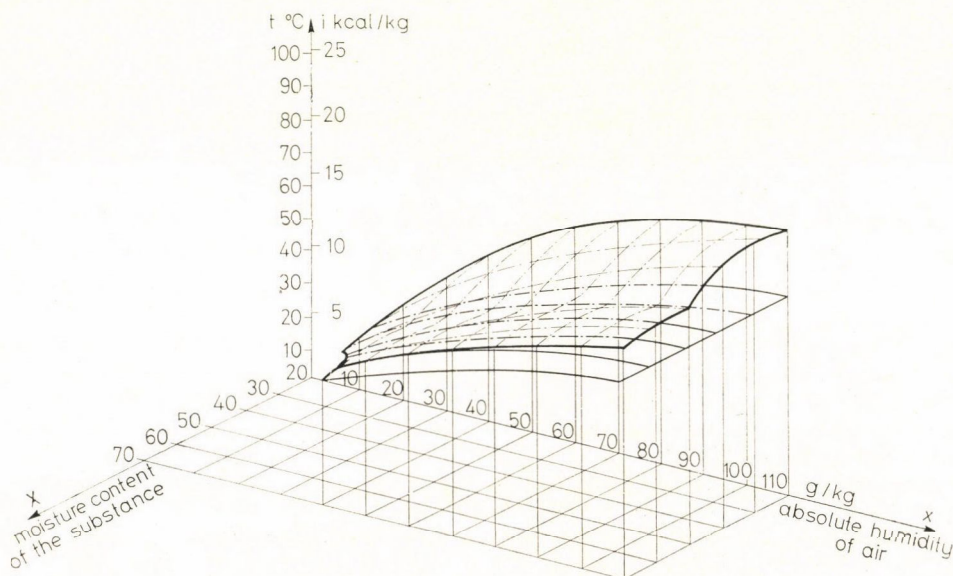 t °C i kcal/kg
100 25
90
80 20
70
60 15
50
40 10
30
20 5
10
20 10 20 30 40 50 60 70 80 90 100 110 g/kg
30
40
50
60
70
X
moisture content
of the substance
x
absolute humidity
of air